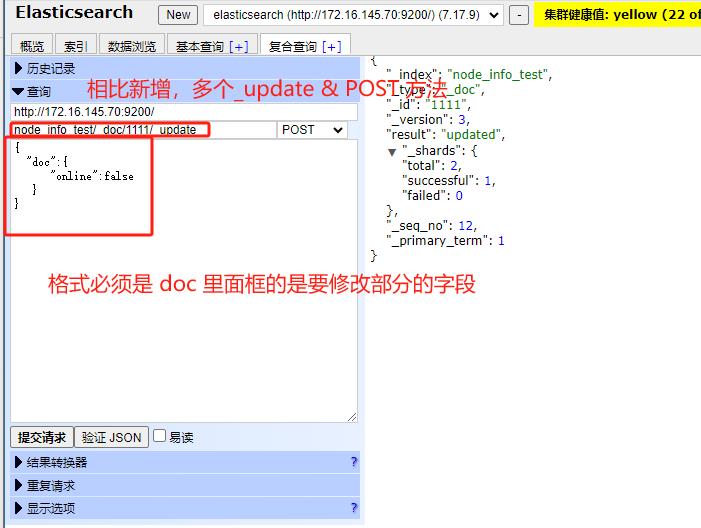 Elasticsearch
New
elasticsearch (http://172.16.145.70:9200/) (7.17.9)
-
集群健康值: yellow (22 of
概览
索引
数据浏览
基本查询 [+]
复合查询 [+]
历史记录
查询
相比新增，多个_update & POST 方法
http://172.16.145.70:9200/
node_info_test/_doc/1111/_update
POST
{
"doc":{
"online":false
}
}
格式必须是 doc 里面框的是要修改部分的字段
提交请求
验证 JSON
易读
结果转换器
?
重复请求
显示选项
?
{
"_index": "node_info_test",
"_type": "_doc",
"_id": "1111",
"_version": 3,
"result": "updated",
"_shards": {
"total": 2,
"successful": 1,
"failed": 0
},
"_seq_no": 12,
"_primary_term": 1
}